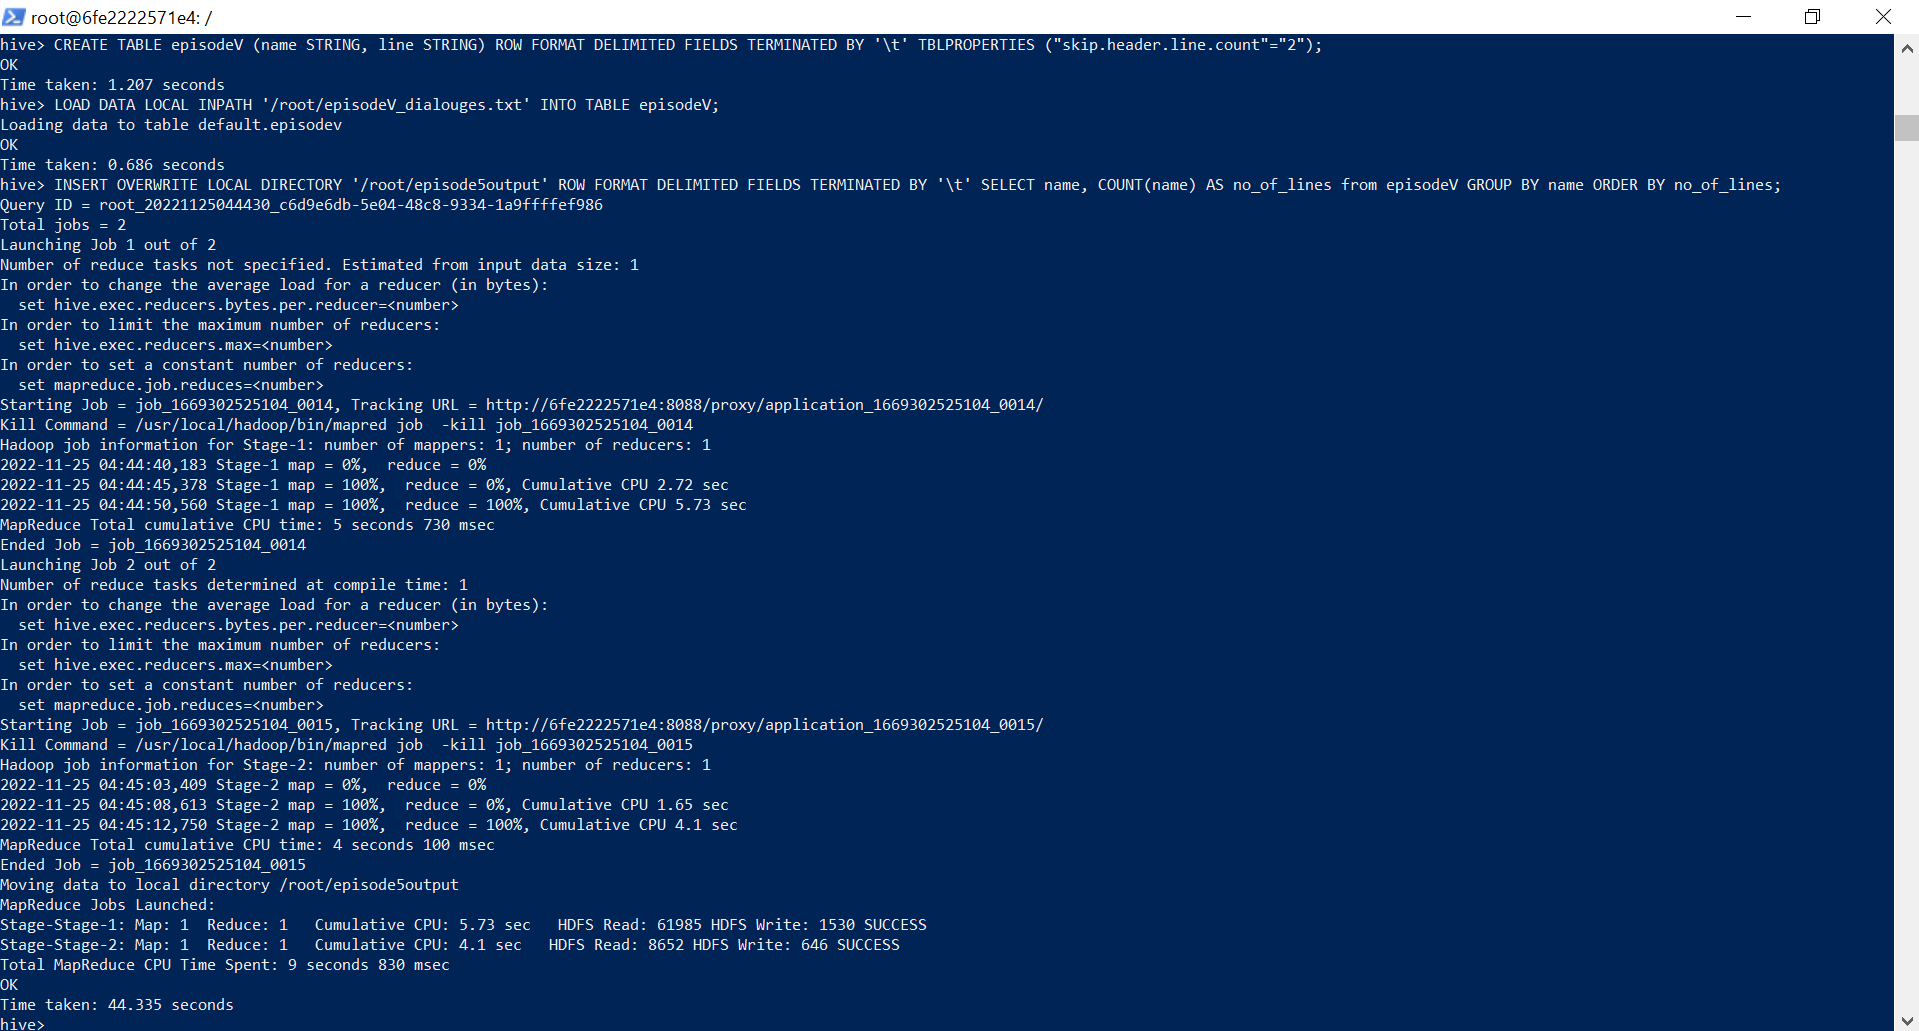 root@6fe2222571e4: /
hive> CREATE TABLE episodeV (name STRING, line STRING) ROW FORMAT DELIMITED FIELDS TERMINATED BY '\t' TBLPROPERTIES ("skip.header.line.count"="2");
OK
Time taken: 1.207 seconds
hive> LOAD DATA LOCAL INPATH '/root/episodeV_dialouges.txt' INTO TABLE episodeV;
Loading data to table default.episodev
OK
Time taken: 0.686 seconds
hive> INSERT OVERWRITE LOCAL DIRECTORY '/root/episode5output' ROW FORMAT DELIMITED FIELDS TERMINATED BY '\t' SELECT name, COUNT(name) AS no_of_lines from episodeV GROUP BY name ORDER BY no_of_lines;
Query ID = root_20221125044430_c6d9e6db-5e04-48c8-9334-1a9ffffef986
Total jobs = 2
Launching Job 1 out of 2
Number of reduce tasks not specified. Estimated from input data size: 1
In order to change the average load for a reducer (in bytes):
  set hive.exec.reducers.bytes.per.reducer=<number>
In order to limit the maximum number of reducers:
  set hive.exec.reducers.max=<number>
In order to set a constant number of reducers:
  set mapreduce.job.reduces=<number>
Starting Job = job_1669302525104_0014, Tracking URL = http://6fe2222571e4:8088/proxy/application_1669302525104_0014/
Kill Command = /usr/local/hadoop/bin/mapred job  -kill job_1669302525104_0014
Hadoop job information for Stage-1: number of mappers: 1; number of reducers: 1
2022-11-25 04:44:40,183 Stage-1 map = 0%,  reduce = 0%
2022-11-25 04:44:45,378 Stage-1 map = 100%,  reduce = 0%, Cumulative CPU 2.72 sec
2022-11-25 04:44:50,560 Stage-1 map = 100%,  reduce = 100%, Cumulative CPU 5.73 sec
MapReduce Total cumulative CPU time: 5 seconds 730 msec
Ended Job = job_1669302525104_0014
Launching Job 2 out of 2
Number of reduce tasks determined at compile time: 1
In order to change the average load for a reducer (in bytes):
  set hive.exec.reducers.bytes.per.reducer=<number>
In order to limit the maximum number of reducers:
  set hive.exec.reducers.max=<number>
In order to set a constant number of reducers:
  set mapreduce.job.reduces=<number>
Starting Job = job_1669302525104_0015, Tracking URL = http://6fe2222571e4:8088/proxy/application_1669302525104_0015/
Kill Command = /usr/local/hadoop/bin/mapred job  -kill job_1669302525104_0015
Hadoop job information for Stage-2: number of mappers: 1; number of reducers: 1
2022-11-25 04:45:03,409 Stage-2 map = 0%,  reduce = 0%
2022-11-25 04:45:08,613 Stage-2 map = 100%,  reduce = 0%, Cumulative CPU 1.65 sec
2022-11-25 04:45:12,750 Stage-2 map = 100%,  reduce = 100%, Cumulative CPU 4.1 sec
MapReduce Total cumulative CPU time: 4 seconds 100 msec
Ended Job = job_1669302525104_0015
Moving data to local directory /root/episode5output
MapReduce Jobs Launched:
Stage-Stage-1: Map: 1  Reduce: 1   Cumulative CPU: 5.73 sec   HDFS Read: 61985 HDFS Write: 1530 SUCCESS
Stage-Stage-2: Map: 1  Reduce: 1   Cumulative CPU: 4.1 sec   HDFS Read: 8652 HDFS Write: 646 SUCCESS
Total MapReduce CPU Time Spent: 9 seconds 830 msec
OK
Time taken: 44.335 seconds
hive>